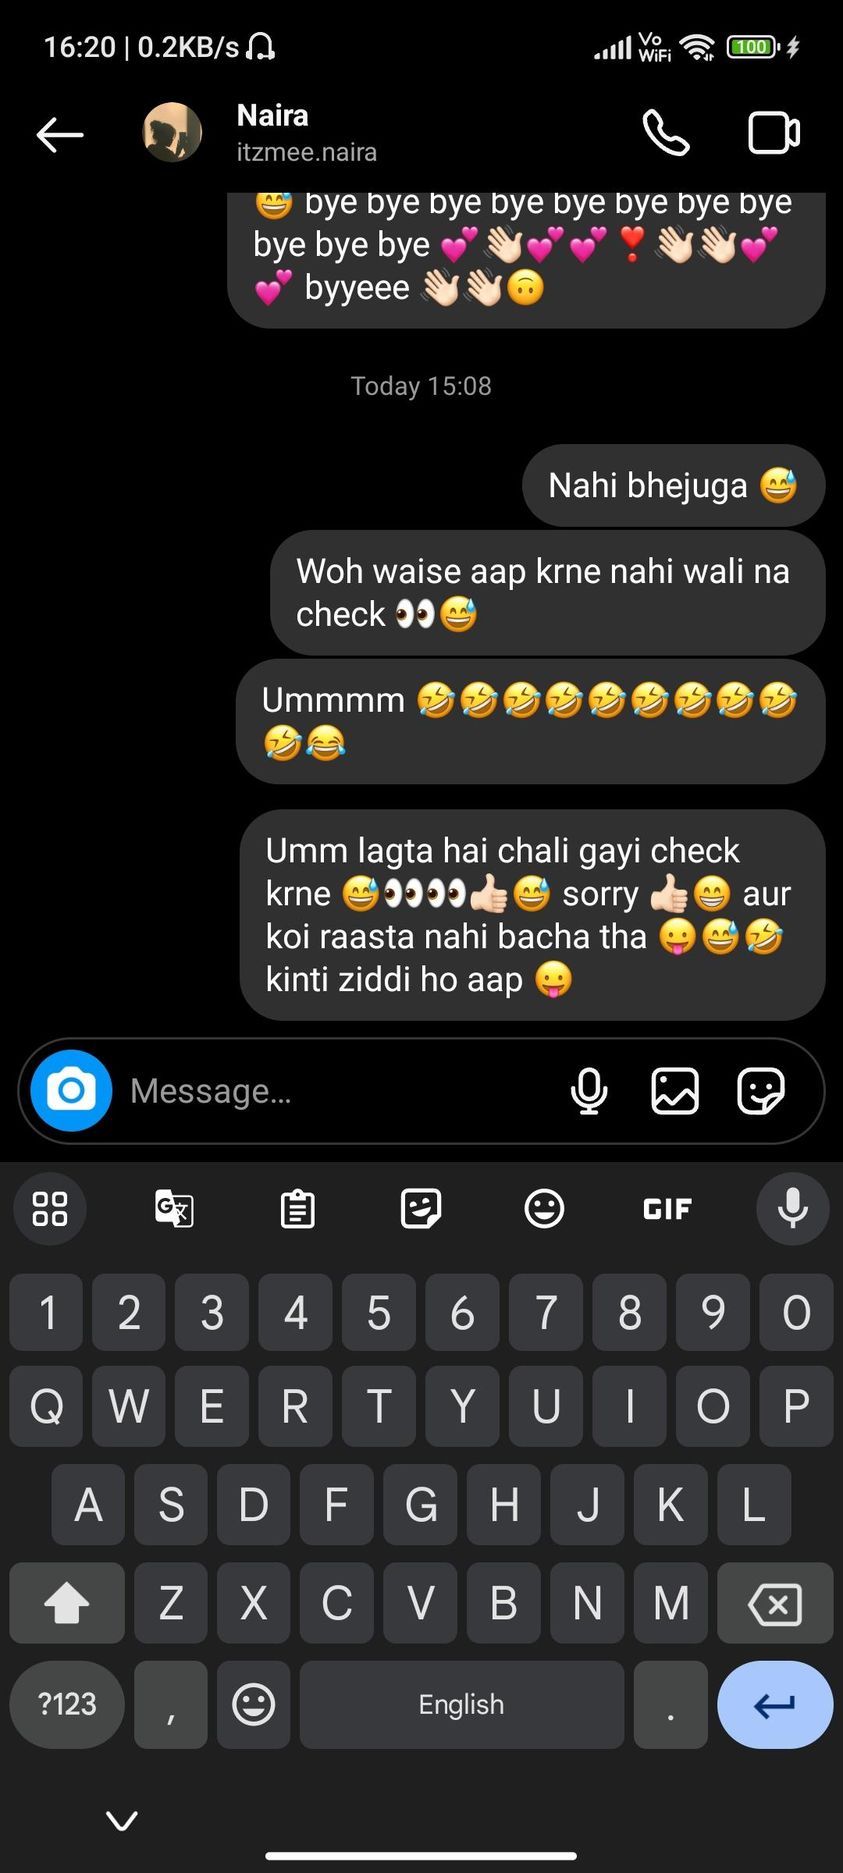 16:20 | 0.2KB/s
Vo
WiFi
100
Naira
itzmee.naira
😅 bye bye bye bye bye bye bye bye
bye bye bye 💕👋🏻💕💕❣️👋🏻👋🏻💕
💕 byyeee 👋🏻👋🏻🙃
Today 15:08
Nahi bhejuga 😅
Woh waise aap krne nahi wali na
check 👀😅
Ummmm 🤣🤣🤣🤣🤣🤣🤣🤣🤣
🤣😂
Umm lagta hai chali gayi check
krne 😅👀👀👍🏻😅 sorry 👍🏻😁 aur
koi raasta nahi bacha tha 😛😅🤣
kinti ziddi ho aap 😛
Message...
GIF
1 2 3 4 5 6 7 8 9 0
Q W E R T Y U I O P
A S D F G H J K L
Z X C V B N M
?123 , English .